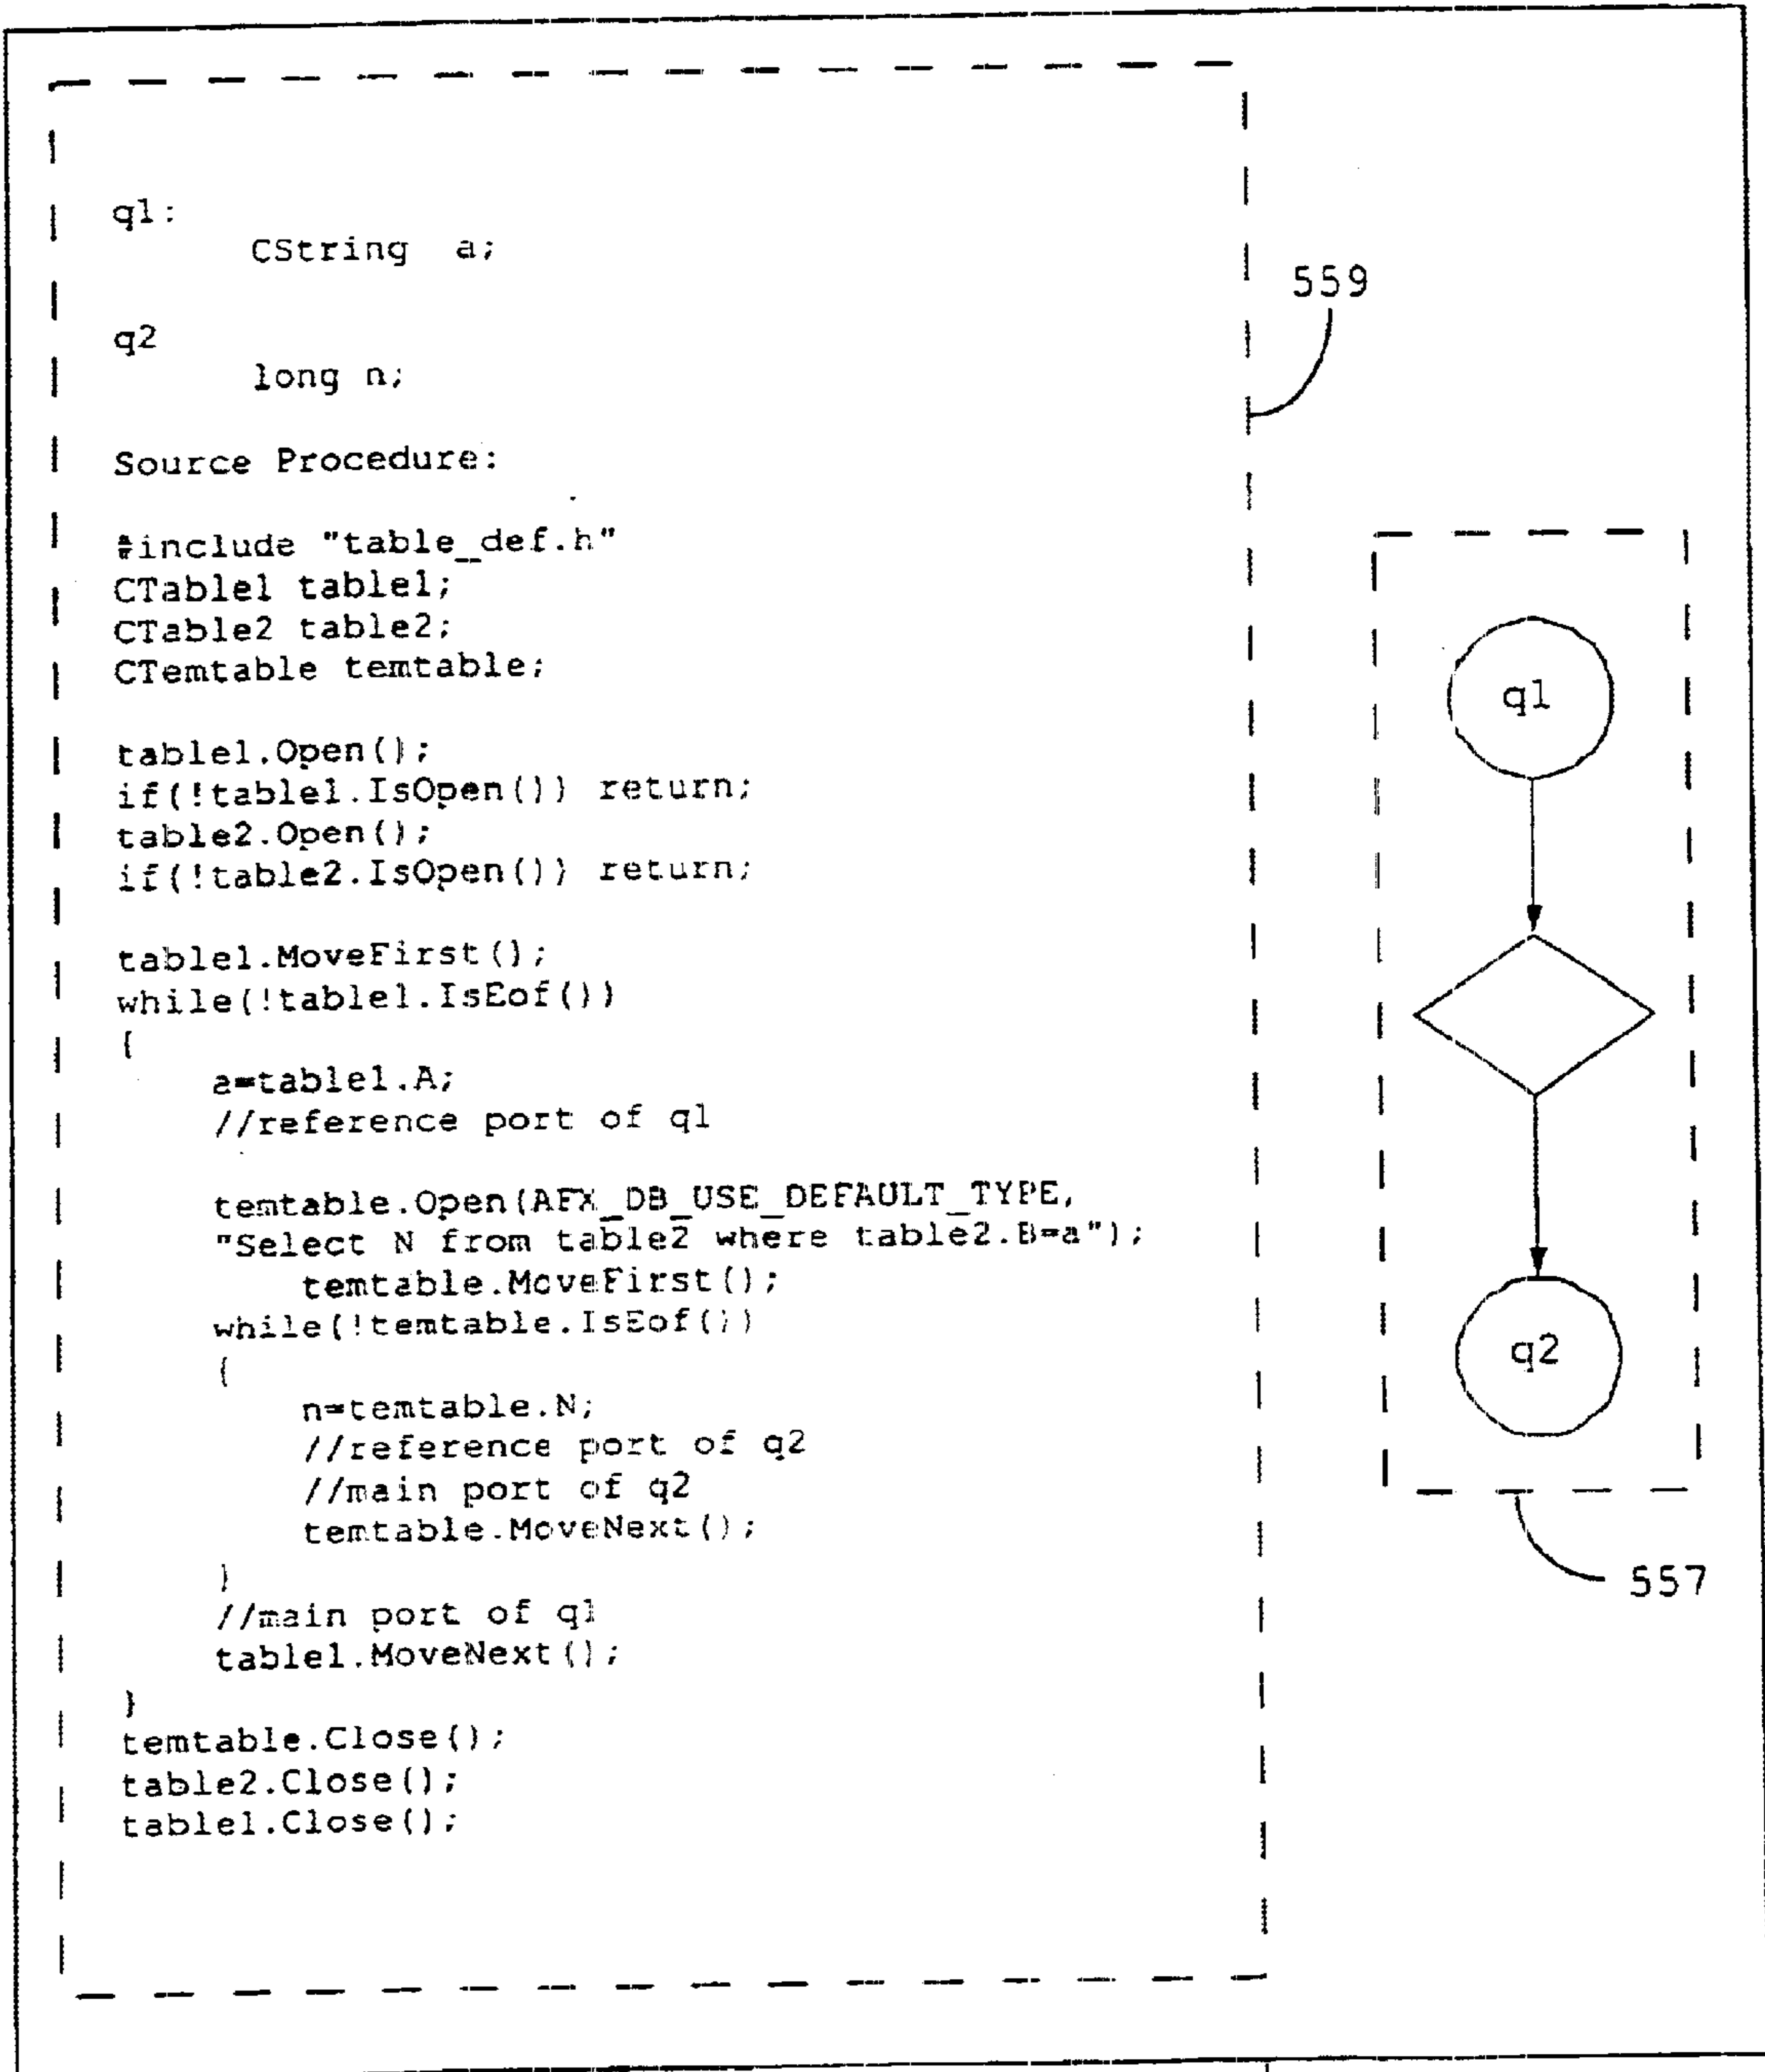 q1:
CString a;
q2
long n;
Source Procedure:
#include "table_def.h"
CTable1 table1;
CTable2 table2;
CTemtable temtable;
table1.Open();
if(!table1.IsOpen()) return;
table2.Open();
if(!table2.IsOpen()) return;
table1.MoveFirst();
while(!table1.IsEof())
{
a=table1.A;
//reference port of q1
temtable.Open(AFX_DB_USE_DEFAULT_TYPE,
"Select N from table2 where table2.B=a");
temtable.MoveFirst();
while(!temtable.IsEof())
{
n=temtable.N;
//reference port of q2
//main port of q2
temtable.MoveNext();
}
//main port of q1
table1.MoveNext();
}
temtable.Close();
table2.Close();
table1.Close();
559
q1
q2
557